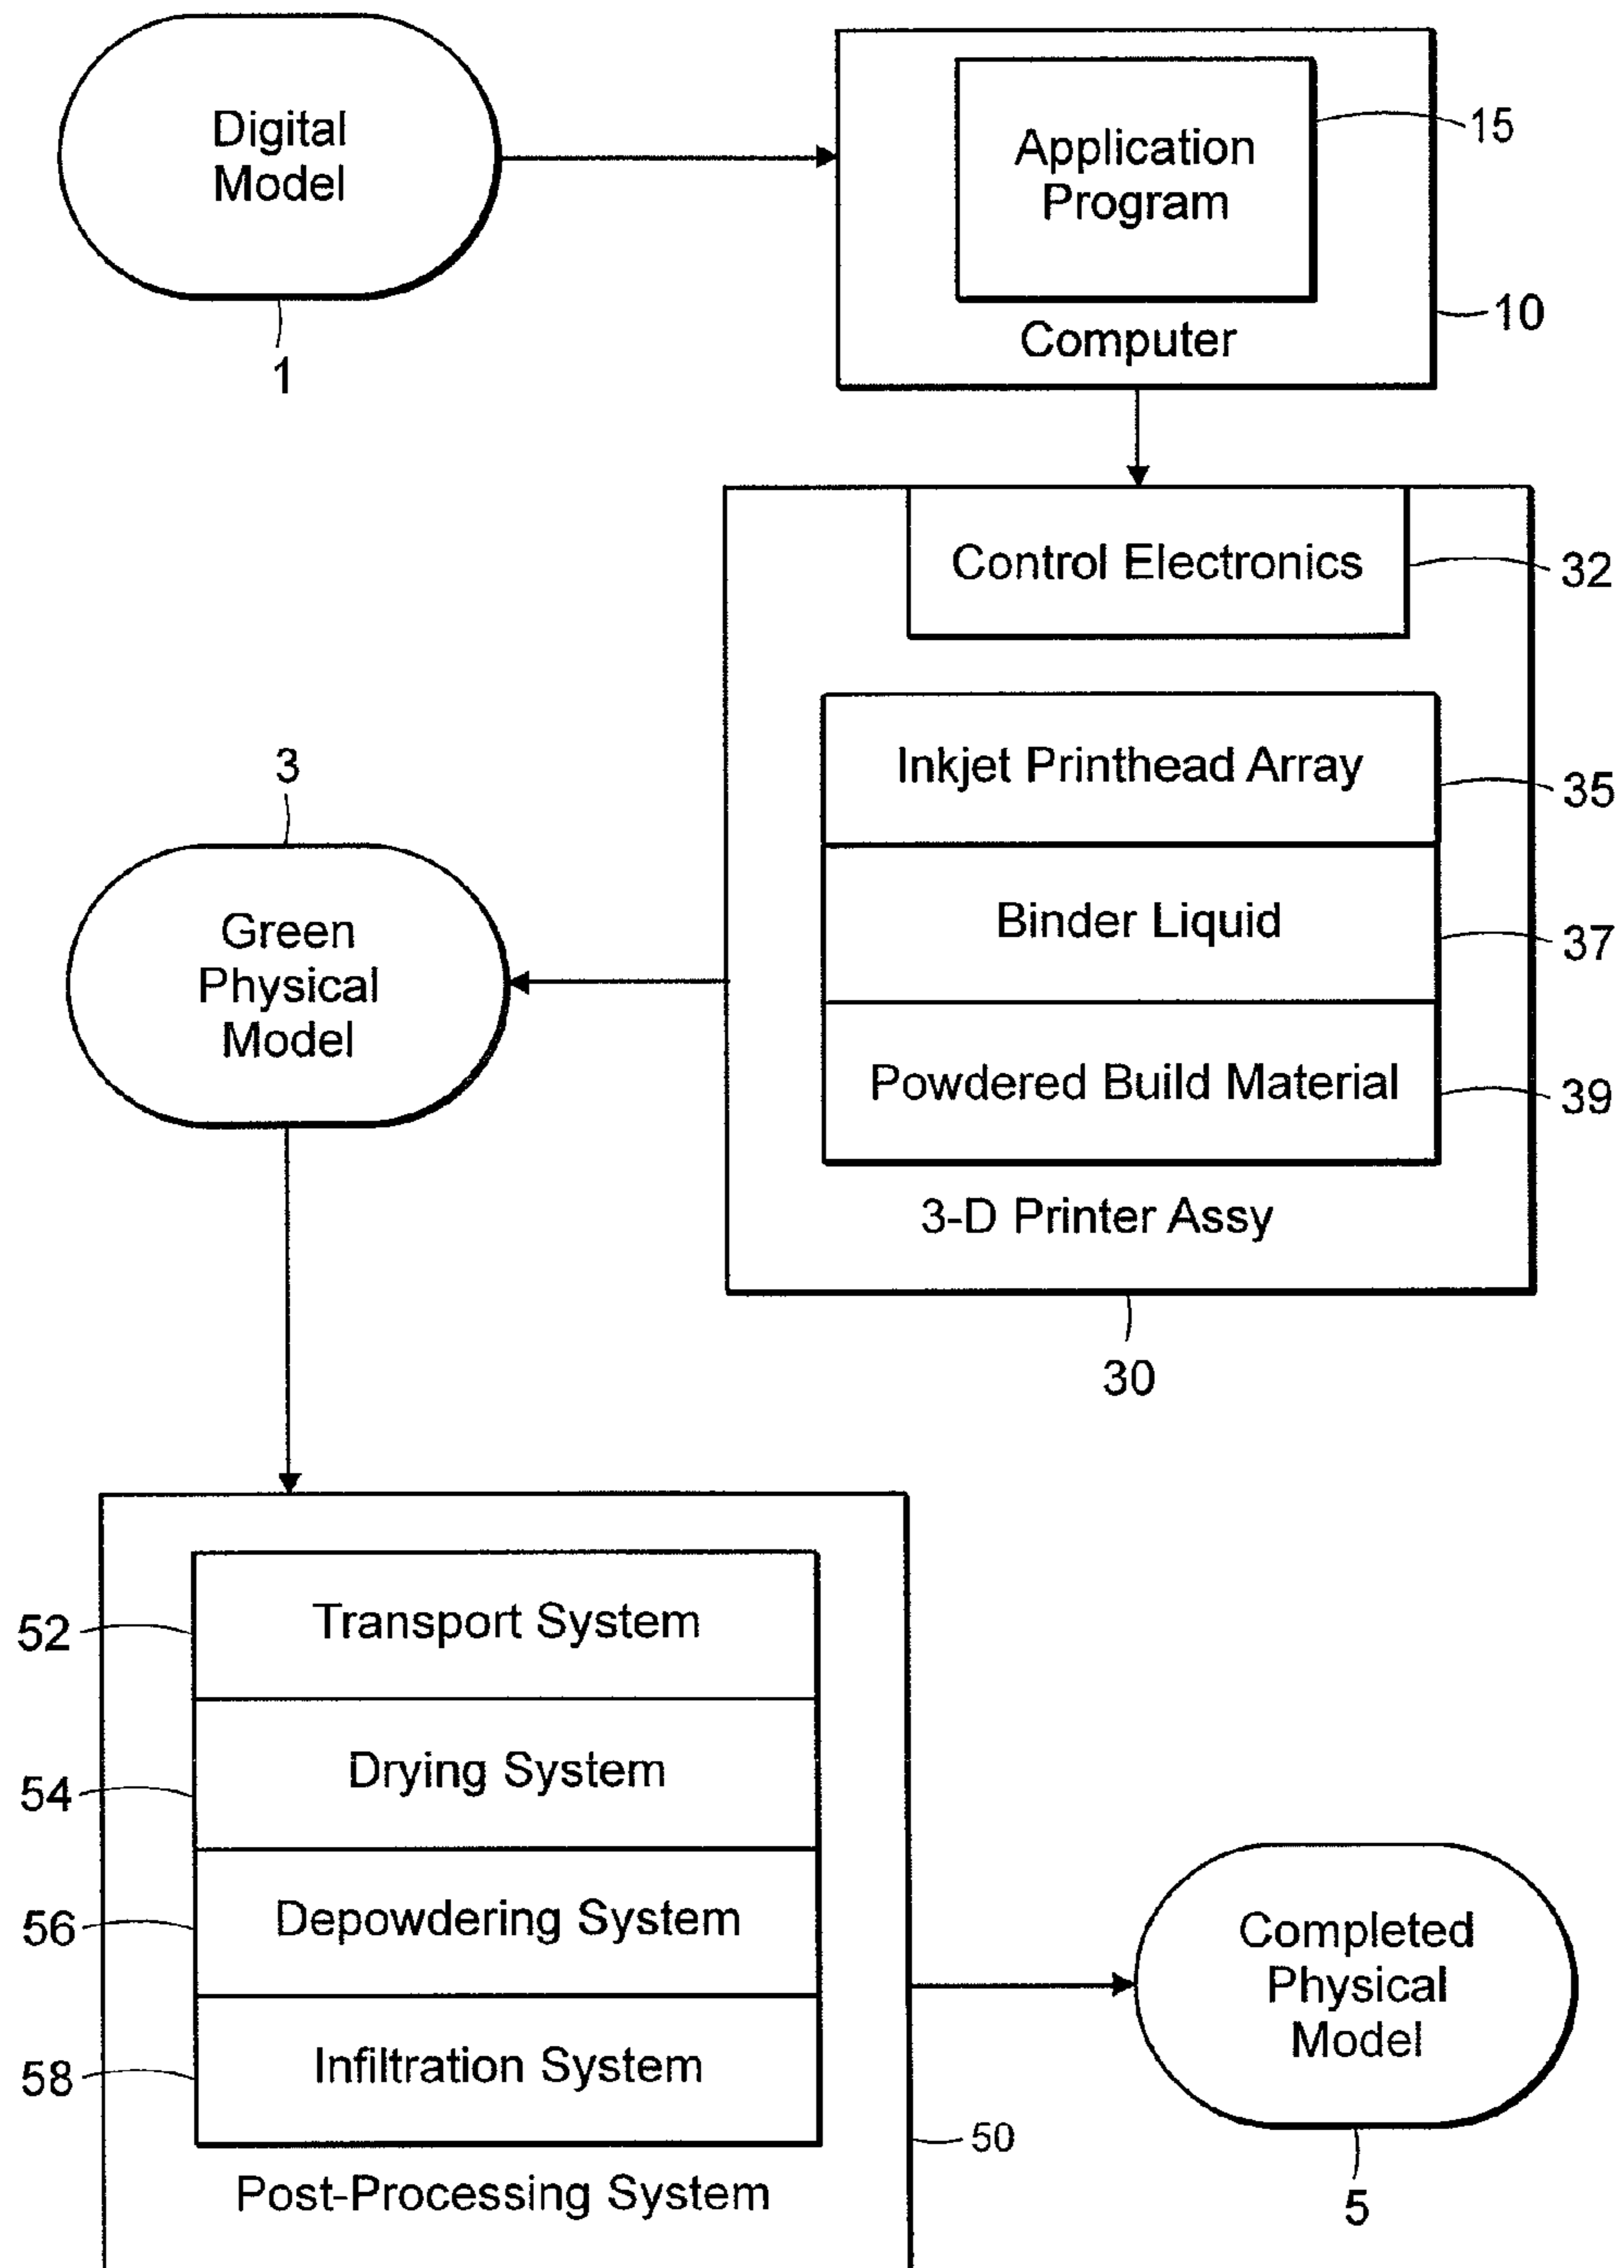 Digital
Model
1
Application
Program
15
Computer
10
Control Electronics
32
Inkjet Printhead Array
35
Binder Liquid
37
Powdered Build Material
39
3-D Printer Assy
30
3
Green
Physical
Model
Transport System
52
Drying System
54
Depowdering System
56
Infiltration System
58
Post-Processing System
50
Completed
Physical
Model
5